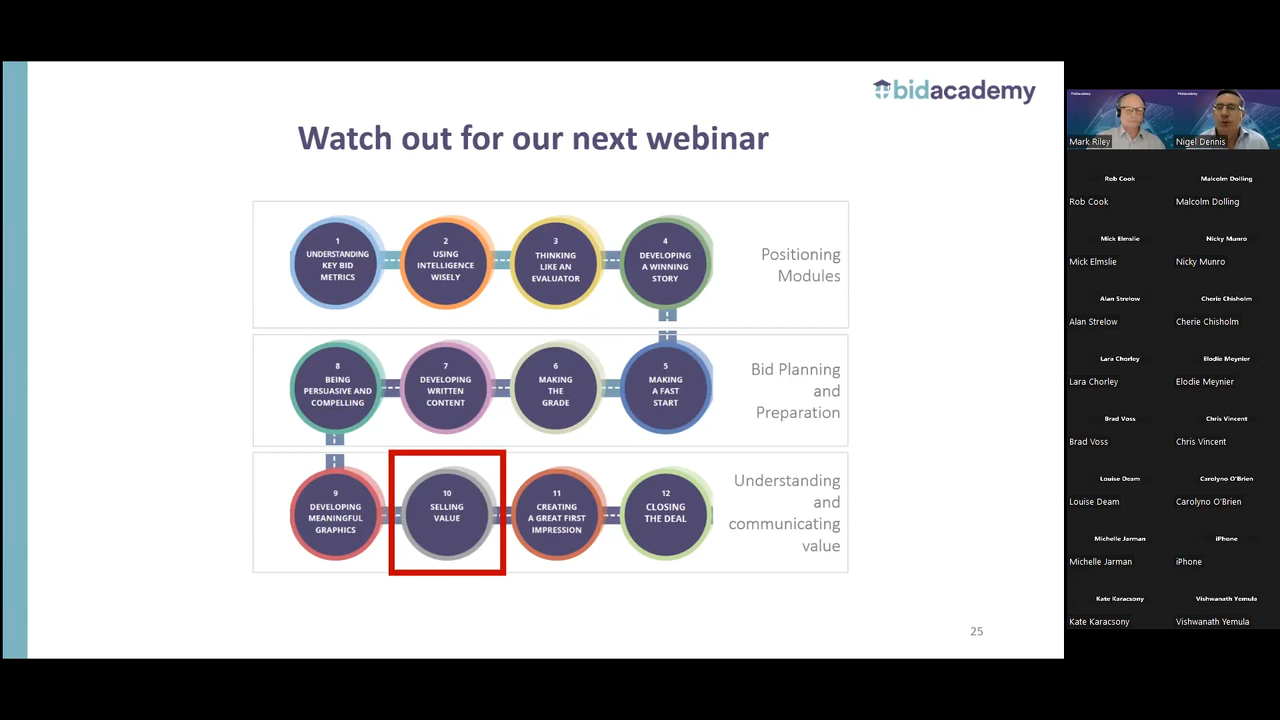 bidacademy
Watch out for our next webinar
1
UNDERSTANDING
KEY BID
METRICS
2
USING
INTELLIGENCE
WISELY
3
THINKING
LIKE AN
EVALUATOR
4
DEVELOPING
A WINNING
STORY
Positioning
Modules
8
BEING
PERSUASIVE AND
COMPELLING
7
DEVELOPING
WRITTEN
CONTENT
6
MAKING
THE
GRADE
5
MAKING
A FAST
START
Bid Planning
and
Preparation
9
DEVELOPING
MEANINGFUL
GRAPHICS
10
SELLING
VALUE
11
CREATING
A GREAT FIRST
IMPRESSION
12
CLOSING
THE DEAL
Understanding
and
communicating
value
25
Mark Riley
Nigel Dennis
Rob Cook
Rob Cook
Malcolm Dolling
Malcolm Dolling
Mick Elmslie
Mick Elmslie
Nicky Munro
Nicky Munro
Alan Strelow
Alan Strelow
Cherie Chisholm
Cherie Chisholm
Lara Chorley
Lara Chorley
Elodie Meynier
Elodie Meynier
Brad Voss
Brad Voss
Chris Vincent
Chris Vincent
Louise Deam
Louise Deam
Carolyno O'Brien
Carolyno O'Brien
Michelle Jarman
Michelle Jarman
iPhone
iPhone
Kate Karacsony
Kate Karacsony
Vishwanath Yemula
Vishwanath Yemula